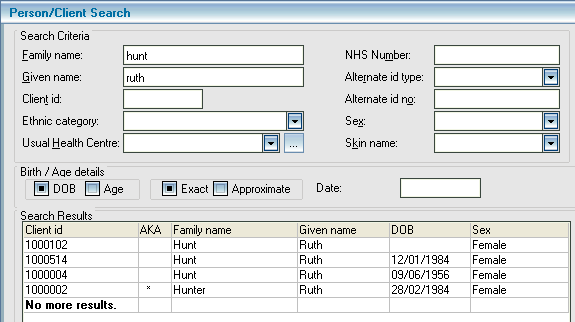 Person/Client Search
Search Criteria
Family name: hunt NHS Number:
Given name: ruth Alternate id type:
Client id: Alternate id no:
Ethnic category: Sex:
Usual Health Centre: ... Skin name:
Birth / Age details
DOB Age Exact Approximate Date:
Search Results
Client id AKA Family name Given name DOB Sex
1000102 Hunt Ruth Female
1000514 Hunt Ruth 12/01/1984 Female
1000004 Hunt Ruth 09/06/1956 Female
1000002 * Hunter Ruth 28/02/1984 Female
No more results.